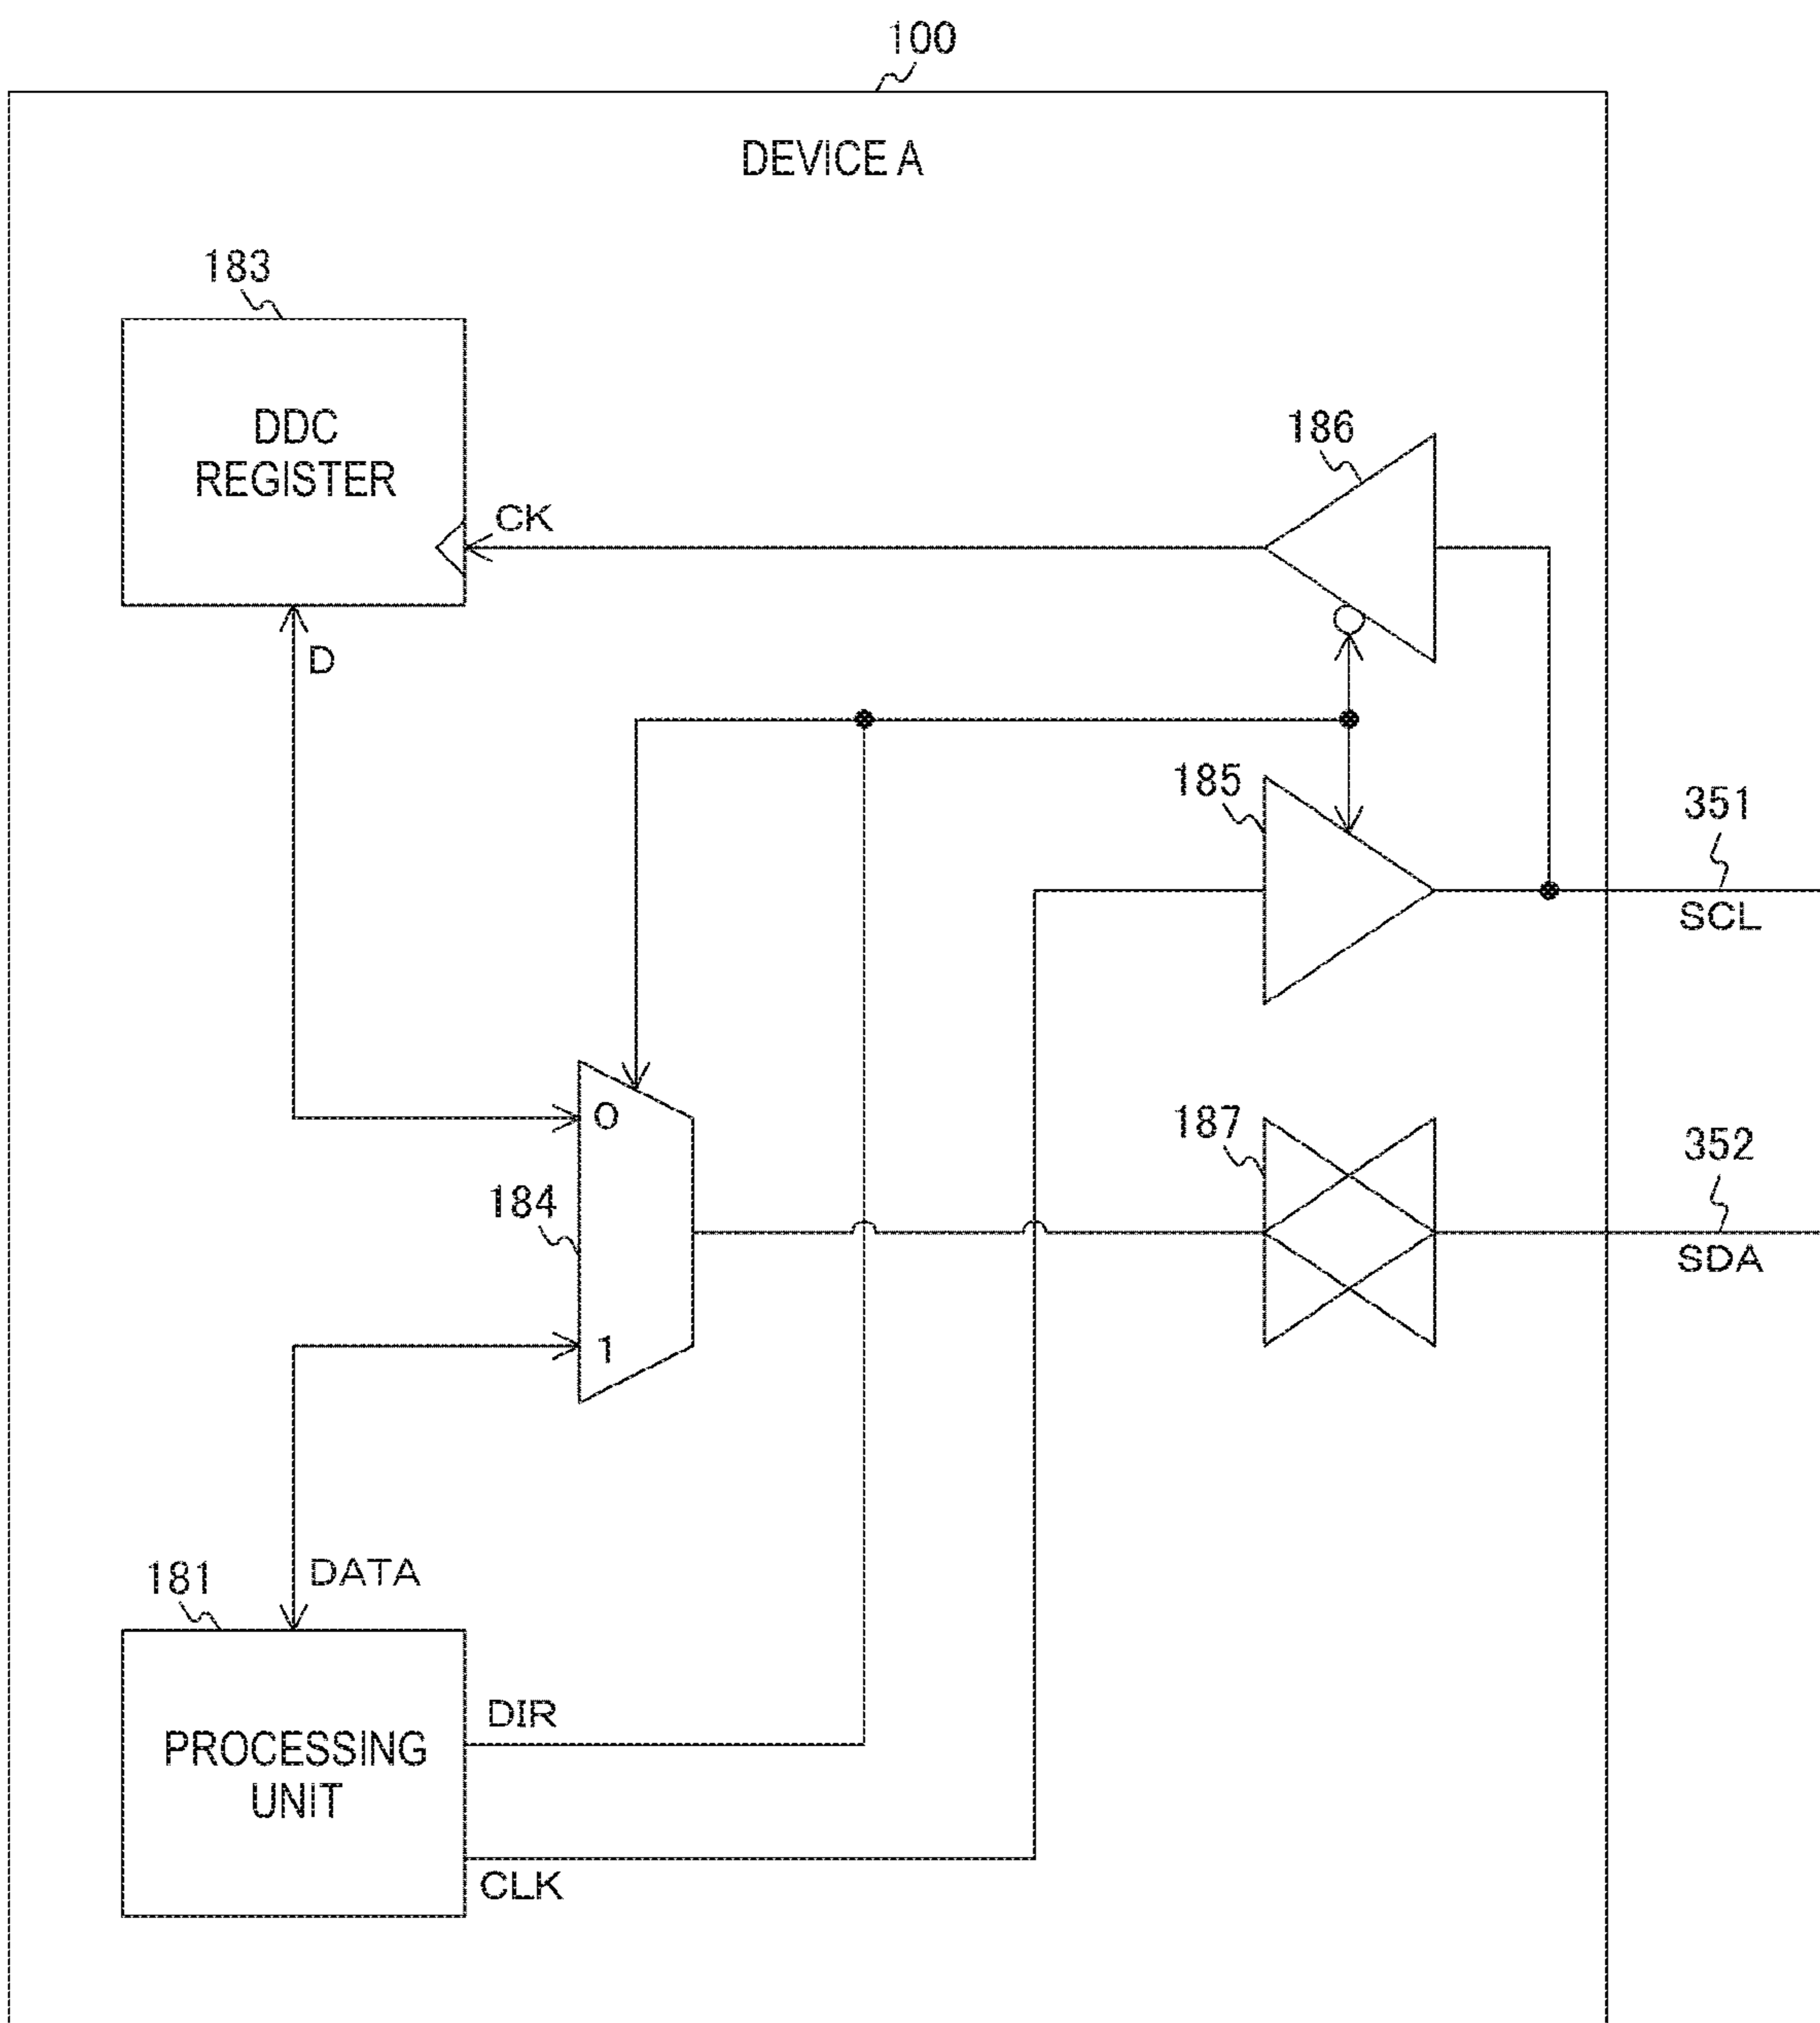 100
DEVICE A
183
DDC
REGISTER
186
CK
D
185
351
SCL
0
187
352
184
SDA
1
181
DATA
DIR
PROCESSING
UNIT
CLK